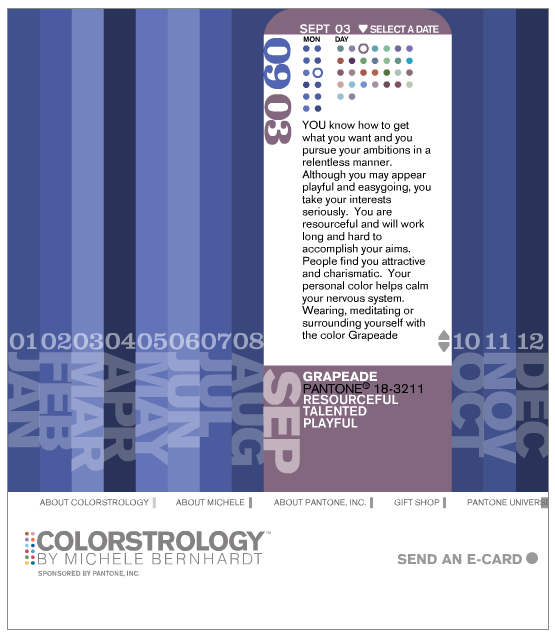 SEPT 03 SELECT A DATE
MON DAY
09 03
YOU know how to get
what you want and you
pursue your ambitions in a
relentless manner.
Although you may appear
playful and easygoing, you
take your interests
seriously. You are
resourceful and will work
long and hard to
accomplish your aims.
People find you attractive
and charismatic. Your
personal color helps calm
your nervous system.
Wearing, meditating or
surrounding yourself with
the color Grapeade
01 02 03 04 05 06 07 08 10 11 12
JAN FEB MAR APR MAY JUN JUL AUG SEP OCT NOV DEC
GRAPEADE
PANTONE® 18-3211
RESOURCEFUL
TALENTED
PLAYFUL
ABOUT COLORSTROLOGY ABOUT MICHELE ABOUT PANTONE, INC. GIFT SHOP PANTONE UNIVERS
COLORSTROLOGY™
BY MICHELE BERNHARDT
SEND AN E-CARD
SPONSORED BY PANTONE, INC.